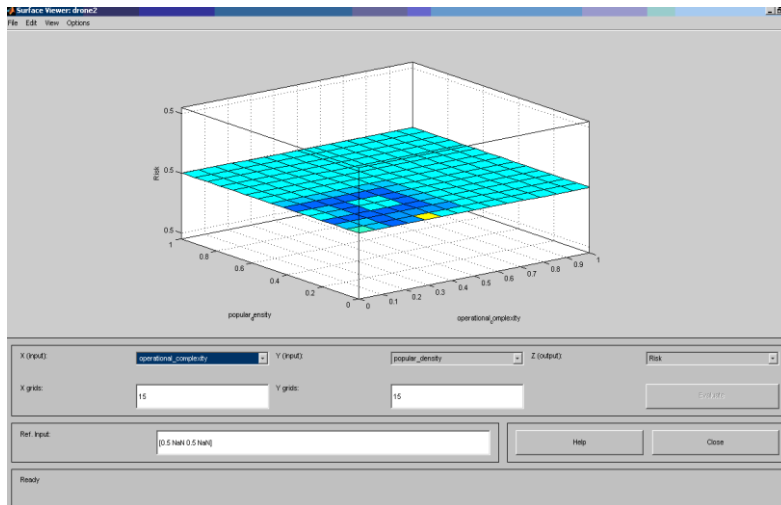 Surface Viewer: drone2
File Edit View Options
0.5
0.5
0.5
Risk
1
0.8
0.6
0.4
0.2
0
popular_density
0
0.1
0.2
0.3
0.4
0.5
0.6
0.7
0.8
0.9
1
operational_complexity
X (input): operational_complexity Y (input): popular_density Z (output): Risk
X grids: 15 Y grids: 15 Evaluate
Ref. Input: [0.5 NaN 0.5 NaN] Help Close
Ready